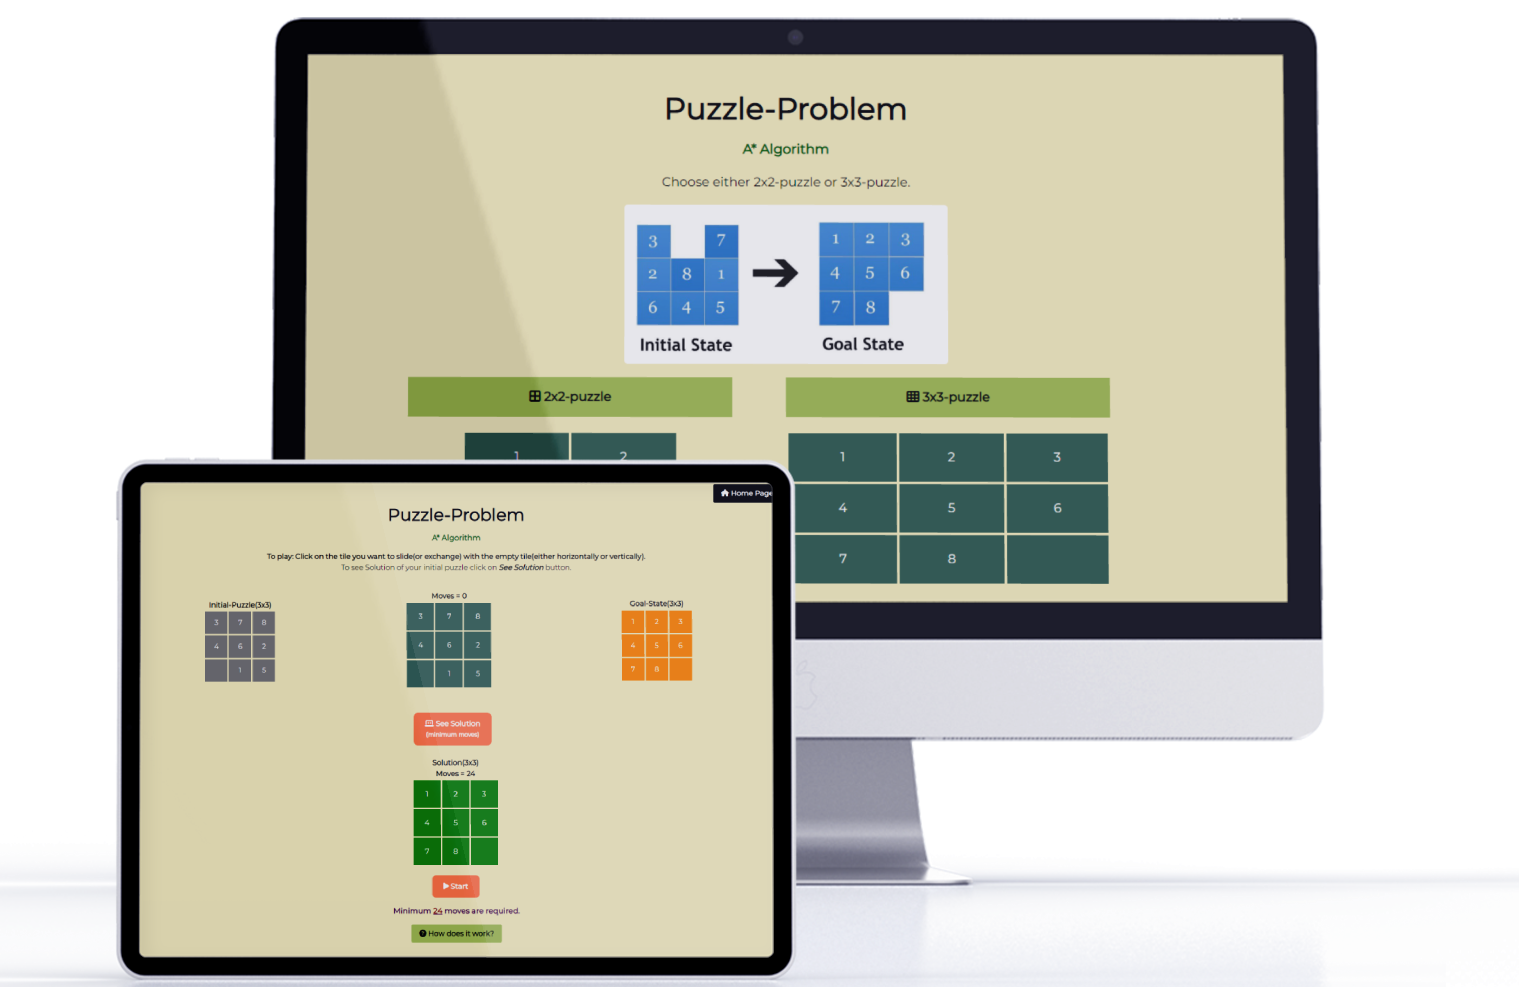 Puzzle-Problem
A* Algorithm
Choose either 2x2-puzzle or 3x3-puzzle.
3 7
2 8 1
6 4 5
Initial State
1 2 3
4 5 6
7 8
Goal State
2x2-puzzle
1 2
3x3-puzzle
1 2 3
4 5 6
7 8
Home Page
Puzzle-Problem
A* Algorithm
To play: Click on the tile you want to slide(or exchange) with the empty tile(either horizontally or vertically).
To see Solution of your initial puzzle click on See Solution button.
Initial-Puzzle(3x3)
3 7 8
4 6 2
1 5
Moves = 0
3 7 8
4 6 2
1 5
Goal-State(3x3)
1 2 3
4 5 6
7 8
See Solution
(minimum moves)
Solution(3x3)
Moves = 24
1 2 3
4 5 6
7 8
Start
Minimum 24 moves are required.
How does it work?